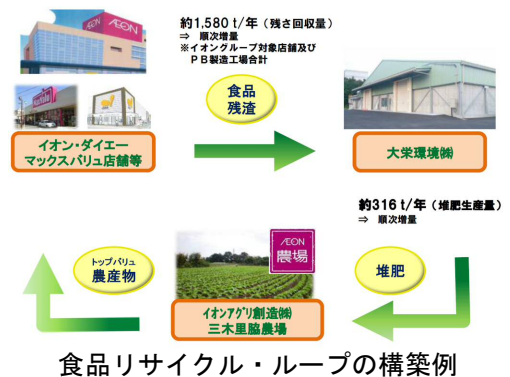 約1,580 t/年（残さ回収量）
⇒ 順次増量
※イオングループ対象店舗及び
ＰＢ製造工場合計
ÆON
食品
残渣
イオン・ダイエー
マックスバリュ店舗等
大栄環境㈱
約316 t/年（堆肥生産量）
⇒ 順次増量
堆肥
ÆON
農場
ｲｵﾝｱｸﾞﾘ創造㈱
三木里脇農場
トップバリュ
農産物
食品リサイクル・ループの構築例